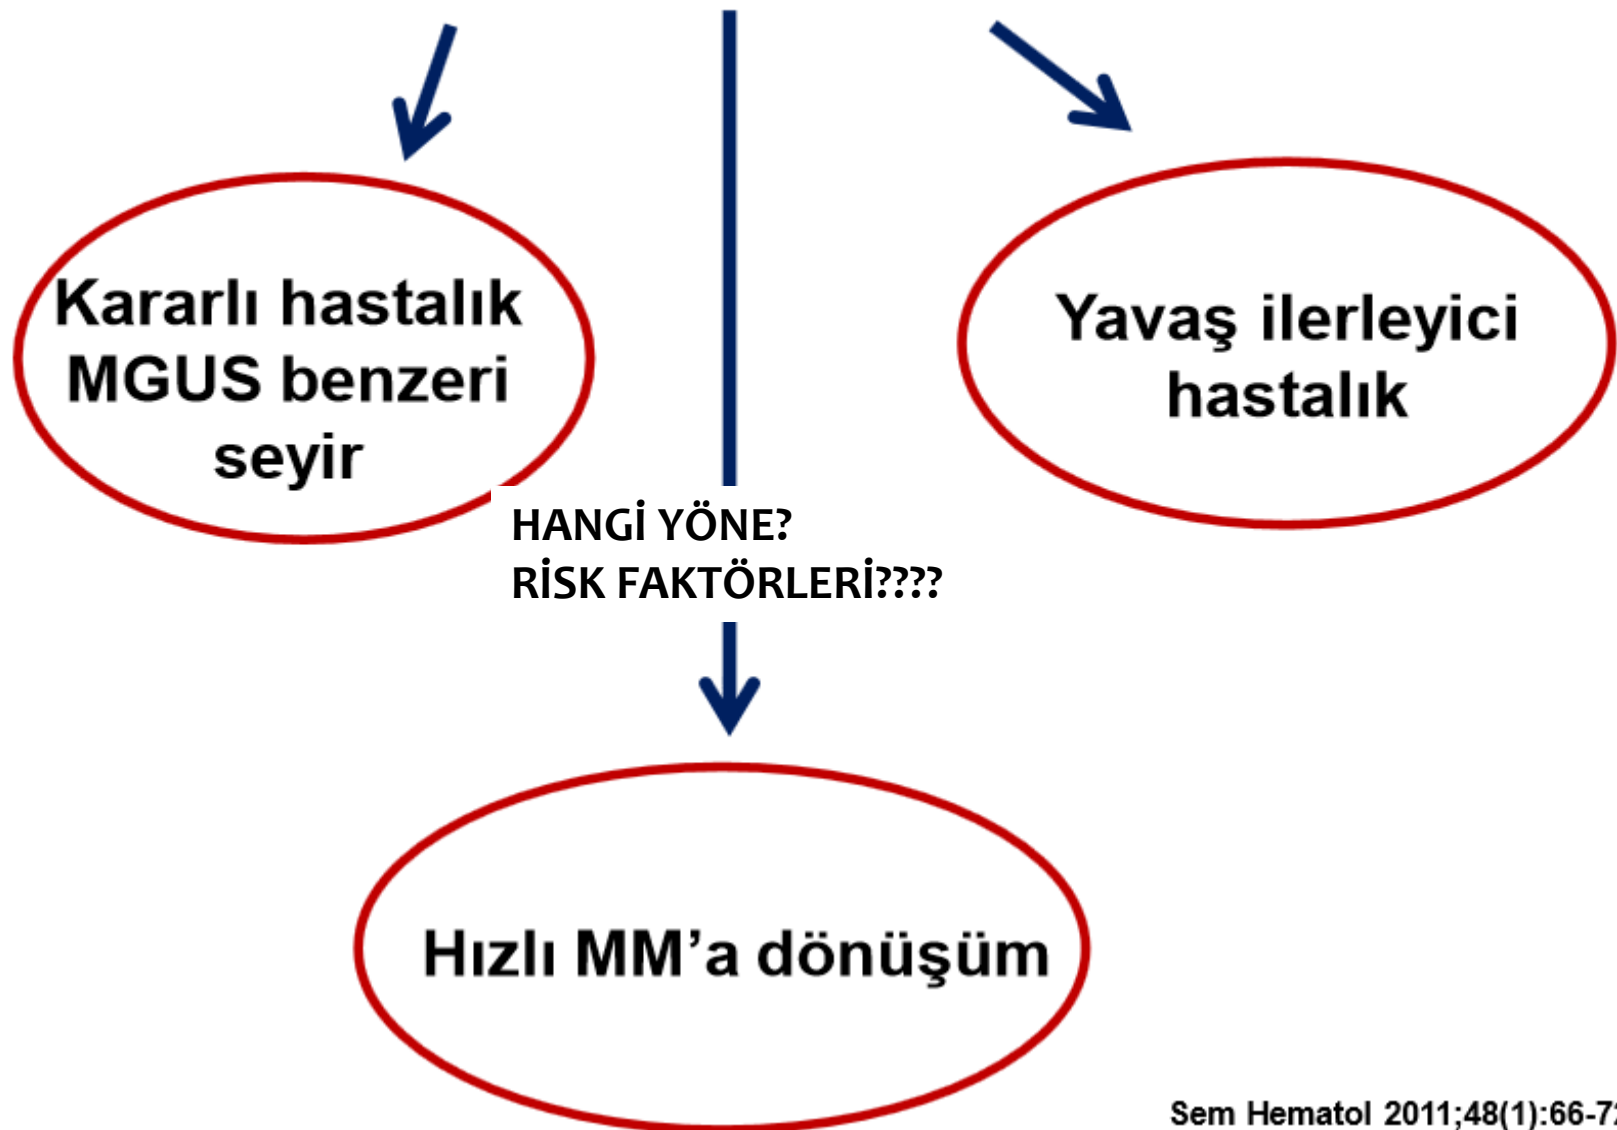 Kararlı hastalık
MGUS benzeri
seyir
Yavaş ilerleyici
hastalık
HANGİ YÖNE?
RİSK FAKTÖRLERİ????
Hızlı MM’a dönüşüm
Sem Hematol 2011;48(1):66-72